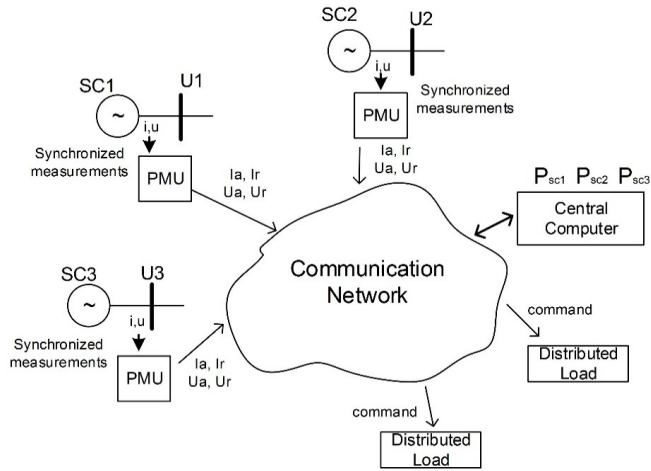 SC2
U2
~
i,u
Synchronized
measurements
PMU
Ia, Ir
Ua, Ur
SC1
U1
~
i,u
Synchronized
measurements
PMU
Ia, Ir
Ua, Ur
Psc1 Psc2 Psc3
Central
Computer
Communication
Network
SC3
U3
~
i,u
Synchronized
measurements
PMU
Ia, Ir
Ua, Ur
command
Distributed
Load
command
Distributed
Load